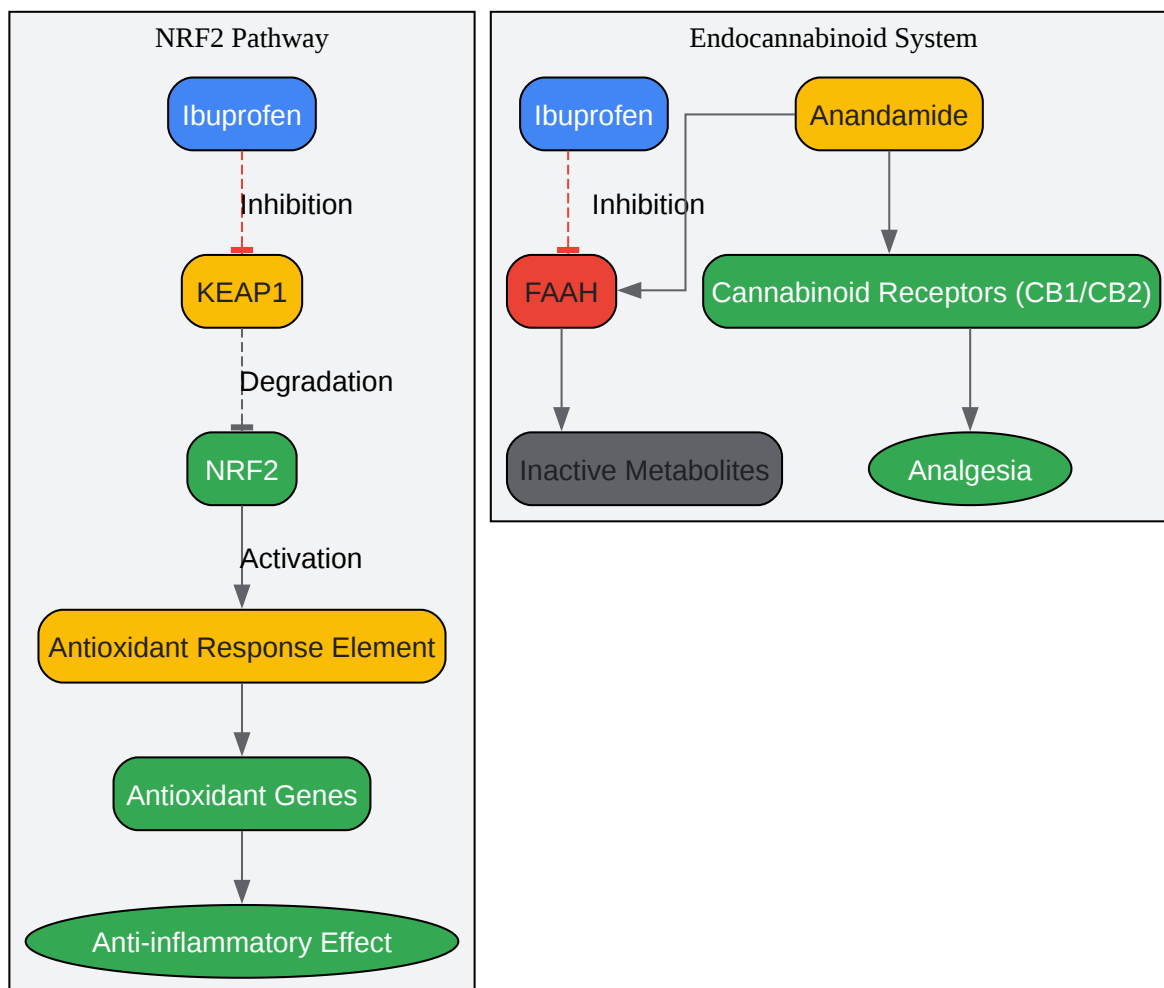 NRF2 Pathway
Ibuprofen
Inhibition
KEAP1
Degradation
NRF2
Activation
Antioxidant Response Element
Antioxidant Genes
Anti-inflammatory Effect
Endocannabinoid System
Ibuprofen
Anandamide
Inhibition
FAAH
Cannabinoid Receptors (CB1/CB2)
Inactive Metabolites
Analgesia